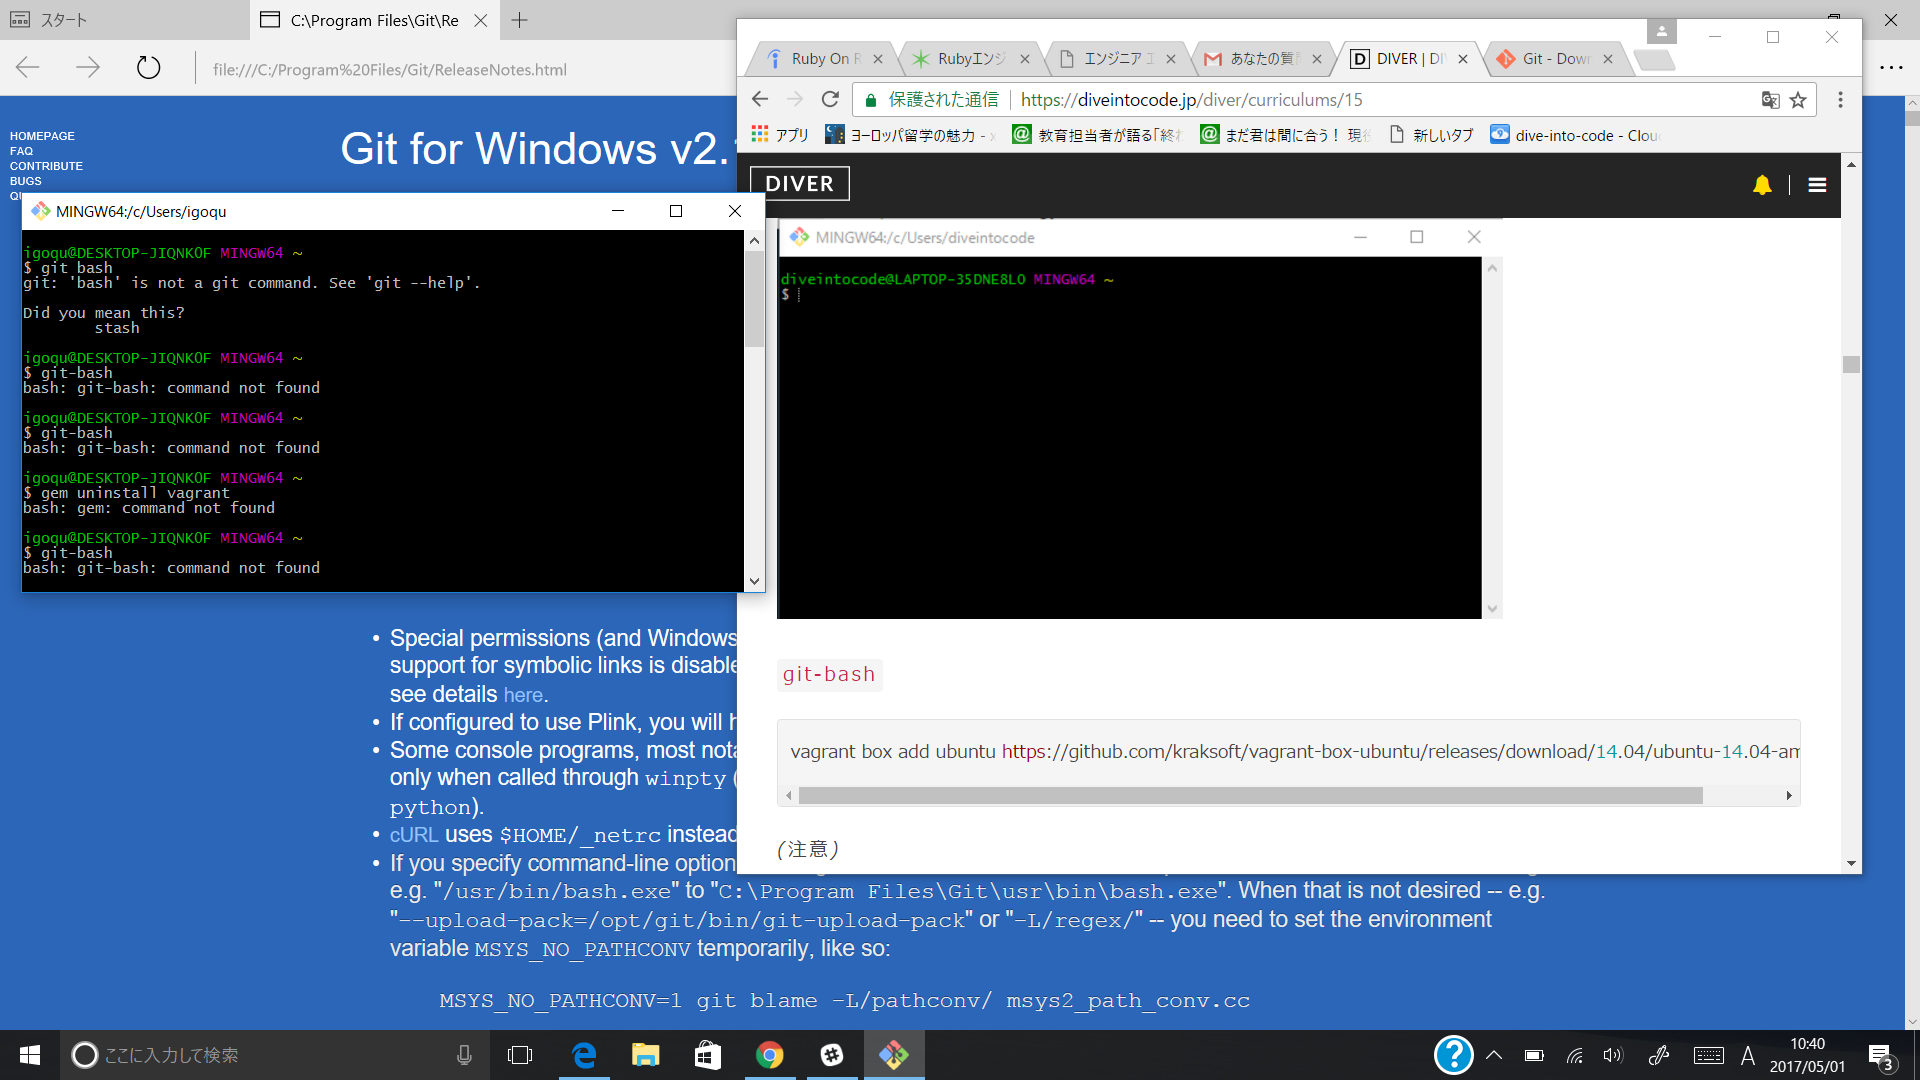 スタート
C:\Program Files\Git\Re
file:///C:/Program%20Files/Git/ReleaseNotes.html
HOMEPAGE
FAQ
CONTRIBUTE
BUGS
Git for Windows v2.
MINGW64:/c/Users/igoqu
igoqu@DESKTOP-JIQNK0F MINGW64 ~
$ git bash
git: 'bash' is not a git command. See 'git --help'.
Did you mean this?
stash
igoqu@DESKTOP-JIQNK0F MINGW64 ~
$ git-bash
bash: git-bash: command not found
igoqu@DESKTOP-JIQNK0F MINGW64 ~
$ git-bash
bash: git-bash: command not found
igoqu@DESKTOP-JIQNK0F MINGW64 ~
$ gem uninstall vagrant
bash: gem: command not found
igoqu@DESKTOP-JIQNK0F MINGW64 ~
$ git-bash
bash: git-bash: command not found
Special permissions (and Windows
support for symbolic links is disable
see details here.
If configured to use Plink, you will h
Some console programs, most nota
only when called through winpty (
python).
cURL uses $HOME/_netrc instead
If you specify command-line option
e.g. "/usr/bin/bash.exe" to "C:\Program Files\Git\usr\bin\bash.exe". When that is not desired -- e.g.
"--upload-pack=/opt/git/bin/git-upload-pack" or "-L/regex/" -- you need to set the environment
variable MSYS_NO_PATHCONV temporarily, like so:
MSYS_NO_PATHCONV=1 git blame -L/pathconv/ msys2_path_conv.cc
Ruby On R
Rubyエンジ
エンジニア エ
あなたの質
DIVER | DI
Git - Down
保護された通信
https://diveintocode.jp/diver/curriculums/15
アプリ
ヨーロッパ留学の魅力 - x
教育担当者が語る「終わ
まだ君は間に合う! 現役
新しいタブ
dive-into-code - Clou
DIVER
MINGW64:/c/Users/diveintocode
diveintocode@LAPTOP-35DNE8LO MINGW64 ~
$
git-bash
vagrant box add ubuntu https://github.com/kraksoft/vagrant-box-ubuntu/releases/download/14.04/ubuntu-14.04-am
(注意)
ここに入力して検索
A
10:40
2017/05/01
3